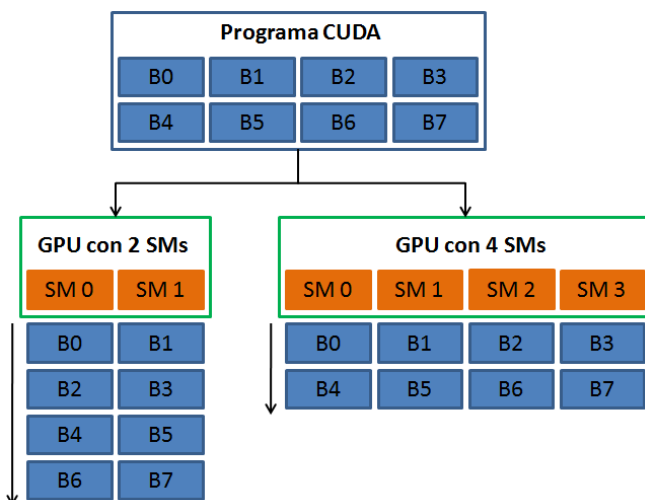 Programa CUDA
B0 B1 B2 B3
B4 B5 B6 B7
GPU con 2 SMs
SM 0 SM 1
B0 B1
B2 B3
B4 B5
B6 B7
GPU con 4 SMs
SM 0 SM 1 SM 2 SM 3
B0 B1 B2 B3
B4 B5 B6 B7